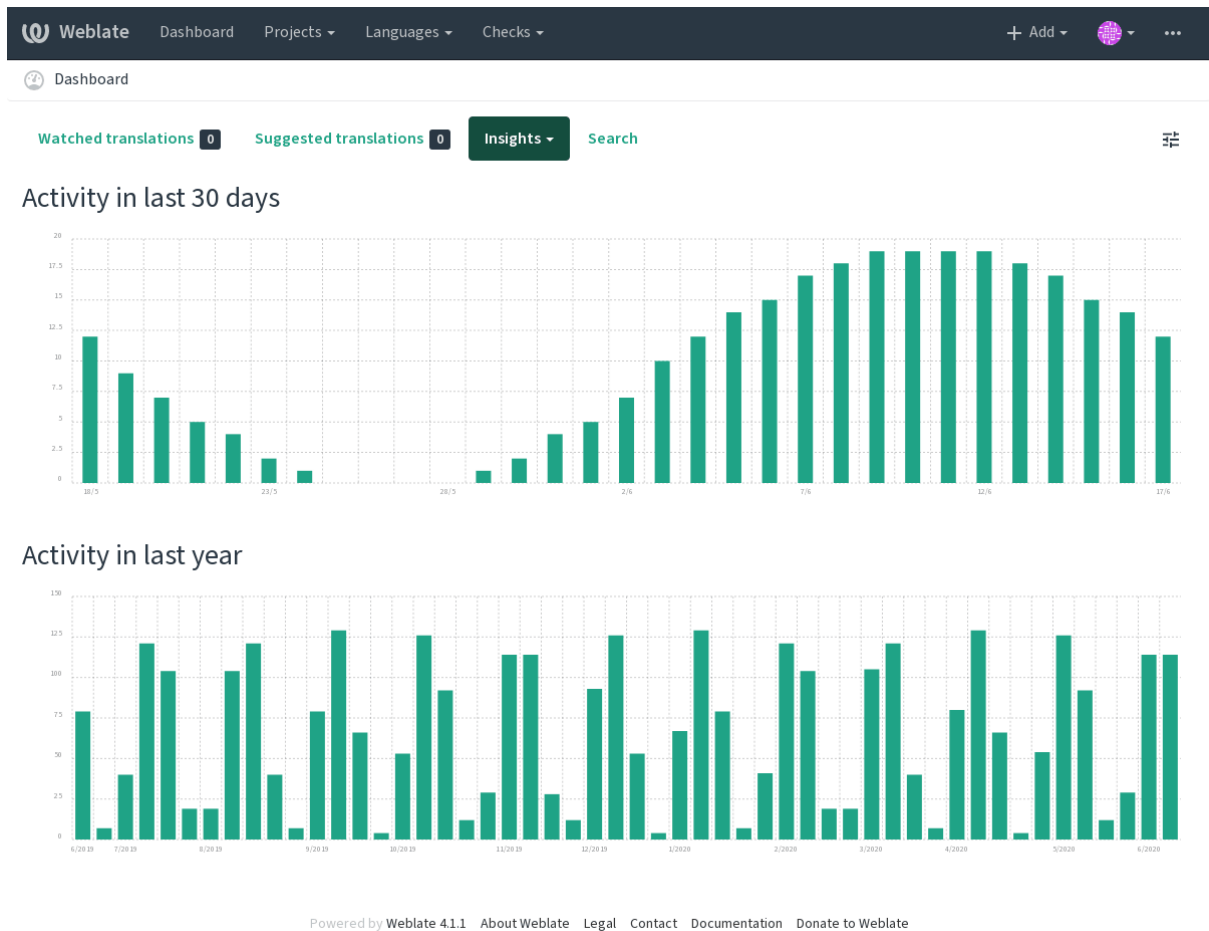 Weblate Dashboard Projects Languages Checks Add
Dashboard
Watched translations 0 Suggested translations 0 Insights Search
Activity in last 30 days
20
17.5
15
12.5
10
7.5
5
2.5
0
18/5 23/5 28/5 2/6 7/6 12/6 17/6
Activity in last year
150
125
100
75
50
25
0
6/2019 7/2019 8/2019 9/2019 10/2019 11/2019 12/2019 1/2020 2/2020 3/2020 4/2020 5/2020 6/2020
Powered by Weblate 4.1.1 About Weblate Legal Contact Documentation Donate to Weblate